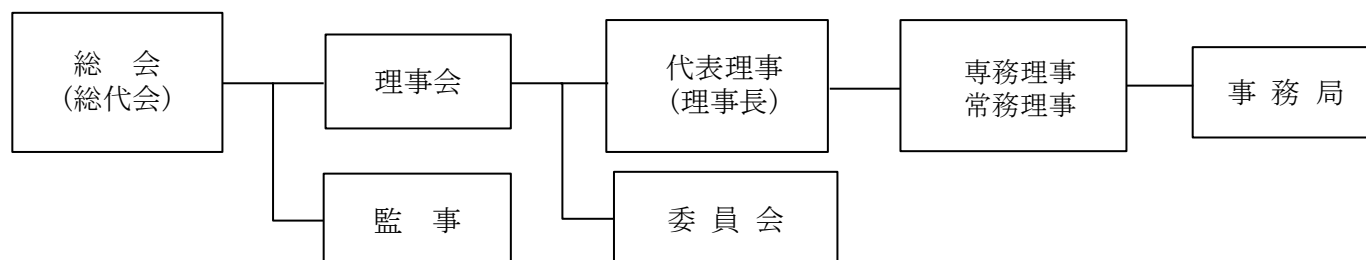 総　会
(総代会)
理事会
代表理事
(理事長)
専務理事
常務理事
事 務 局
監　事
委 員 会